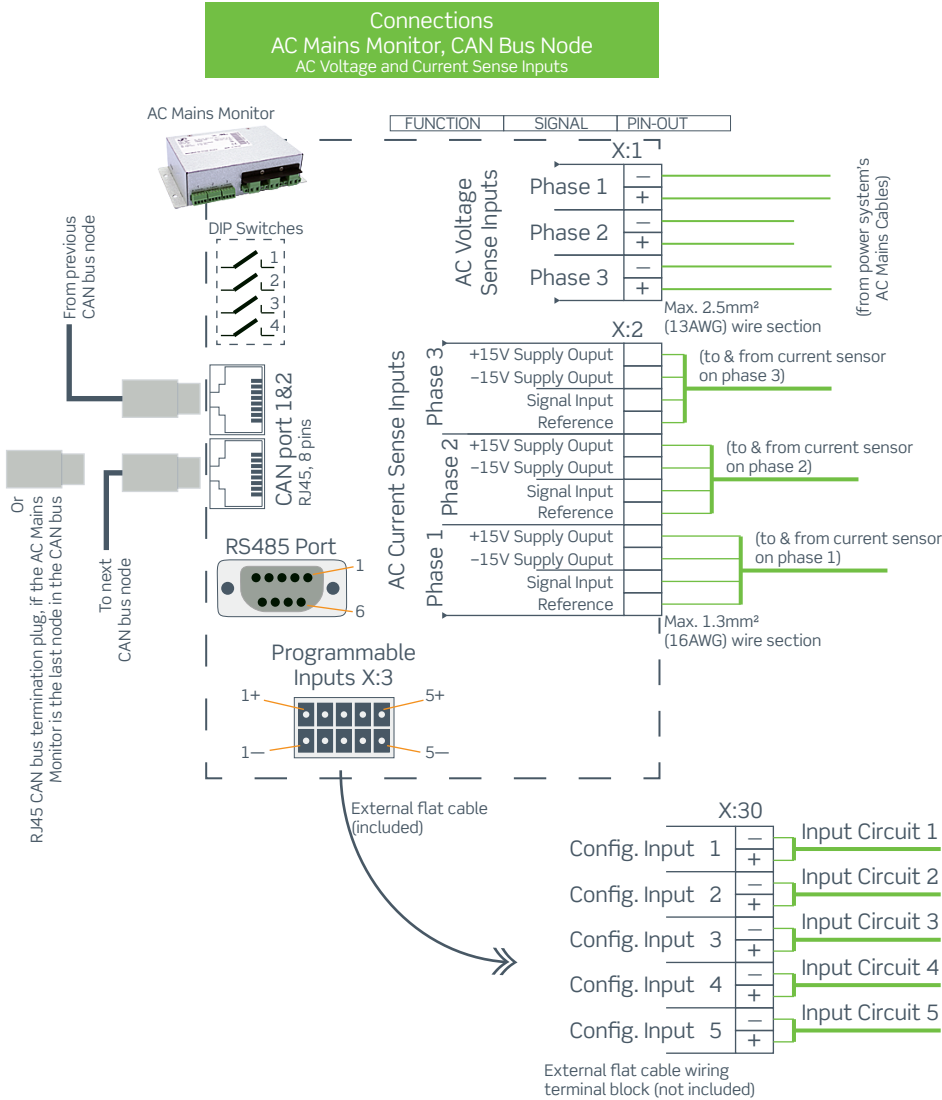 Connections
AC Mains Monitor, CAN Bus Node
AC Voltage and Current Sense Inputs
AC Mains Monitor
FUNCTION SIGNAL PIN-OUT
X:1
AC Voltage
Sense Inputs
Phase 1 −
+
Phase 2 −
+
Phase 3 −
+
(from power system's
AC Mains Cables)
Max. 2.5mm²
(13AWG) wire section
DIP Switches
1
2
3
4
From previous
CAN bus node
CAN port 1&2
RJ45, 8 pins
To next
CAN bus node
Or
RJ45 CAN bus termination plug, if the AC Mains
Monitor is the last node in the CAN bus
X:2
AC Current Sense Inputs
Phase 3
+15V Supply Ouput
−15V Supply Ouput
Signal Input
Reference
(to & from current sensor
on phase 3)
Phase 2
+15V Supply Output
−15V Supply Output
Signal Input
Reference
(to & from current sensor
on phase 2)
Phase 1
+15V Supply Ouput
−15V Supply Ouput
Signal Input
Reference
(to & from current sensor
on phase 1)
Max. 1.3mm²
(16AWG) wire section
RS485 Port
1
6
Programmable
Inputs X:3
1+ 5+
1— 5—
External flat cable
(included)
X:30
Config. Input 1 −
+
Input Circuit 1
Config. Input 2 −
+
Input Circuit 2
Config. Input 3 −
+
Input Circuit 3
Config. Input 4 −
+
Input Circuit 4
Config. Input 5 −
+
Input Circuit 5
External flat cable wiring
terminal block (not included)